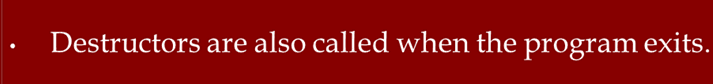 • Destructors are also called when the program exits.